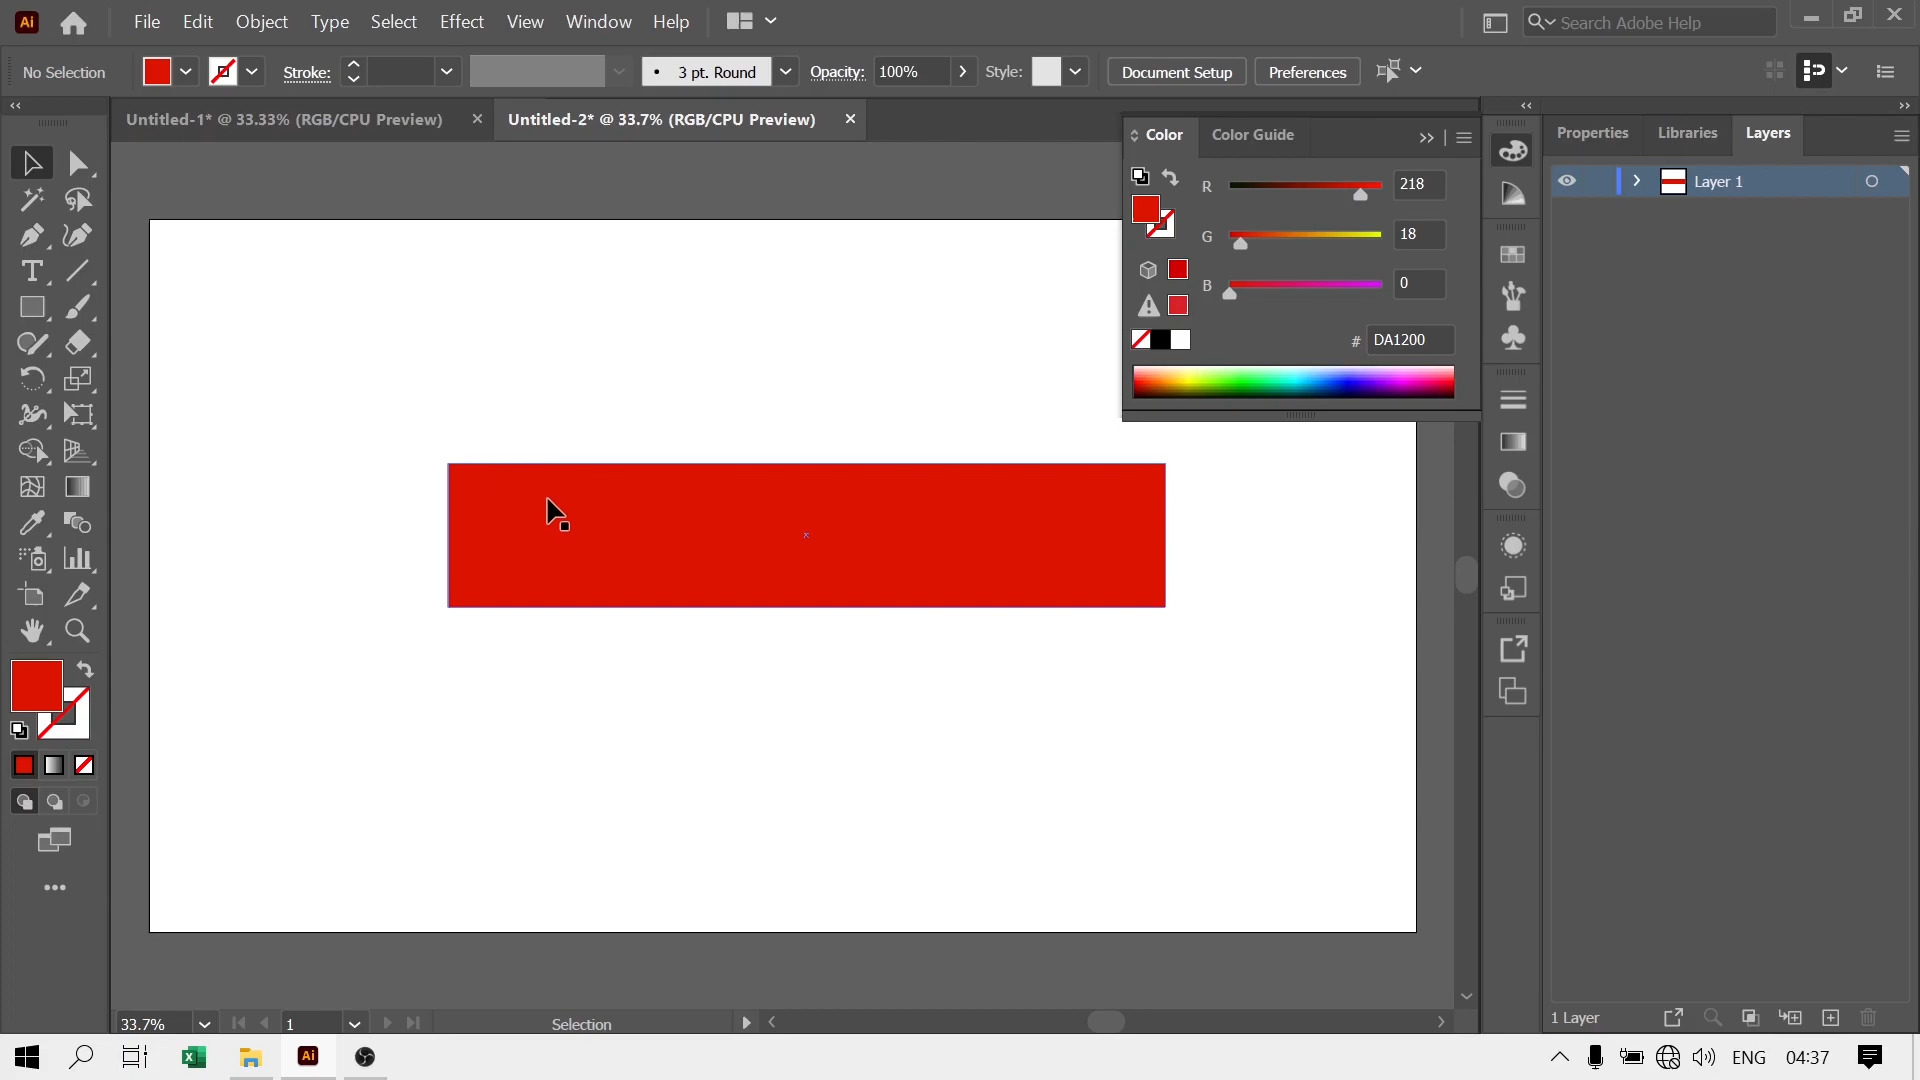 Ai File Edit Object Type Select Effect View Window Help Search Adobe Help
No Selection Stroke: 3 pt. Round Opacity: 100% Style: Document Setup Preferences
Untitled-1* @ 33.33% (RGB/CPU Preview) Untitled-2* @ 33.7% (RGB/CPU Preview)
Color Color Guide
R 218
G 18
B 0
# DA1200
Properties Libraries Layers
Layer 1
T
33.7% 1 Selection
1 Layer
Ai ENG 04:37